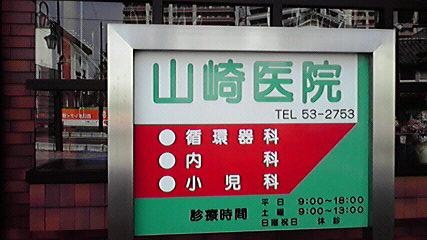 山崎医院
TEL 53-2753
●循環器科
●内科
●小児科
診療時間
平日 9:00〜18:00
土曜 9:00〜13:00
日曜祝日 休診